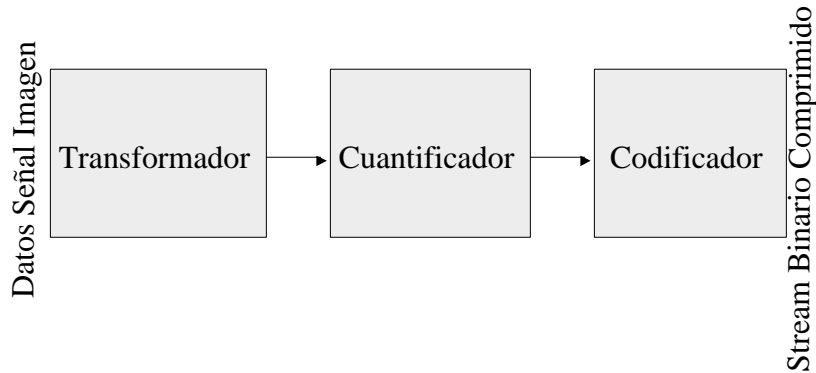 Datos Señal Imagen
Transformador
Cuantificador
Codificador
Stream Binario Comprimido